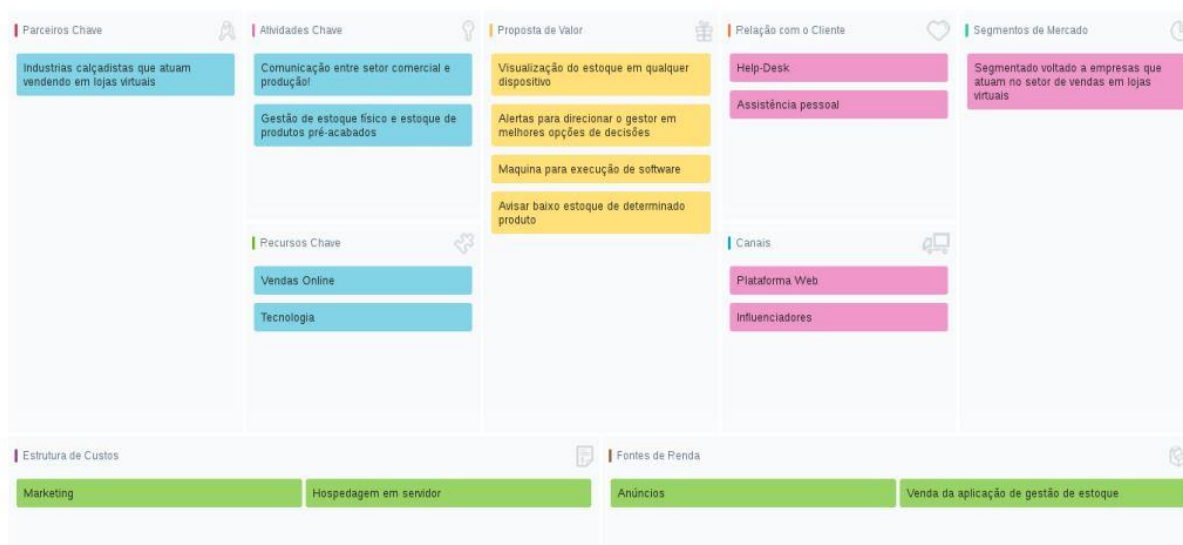 Parceiros Chave
Industrias calçadistas que atuam
vendendo em lojas virtuais
Atividades Chave
Comunicação entre setor comercial e
produção!
Gestão de estoque físico e estoque de
produtos pré-acabados
Recursos Chave
Vendas Online
Tecnologia
Proposta de Valor
Visualização do estoque em qualquer
dispositivo
Alertas para direcionar o gestor em
melhores opções de decisões
Maquina para execução de software
Avisar baixo estoque de determinado
produto
Relação com o Cliente
Help-Desk
Assistência pessoal
Canais
Plataforma Web
Influenciadores
Segmentos de Mercado
Segmentado voltado a empresas que
atuam no setor de vendas em lojas
virtuais
Estrutura de Custos
Marketing
Hospedagem em servidor
Fontes de Renda
Anúncios
Venda da aplicação de gestão de estoque